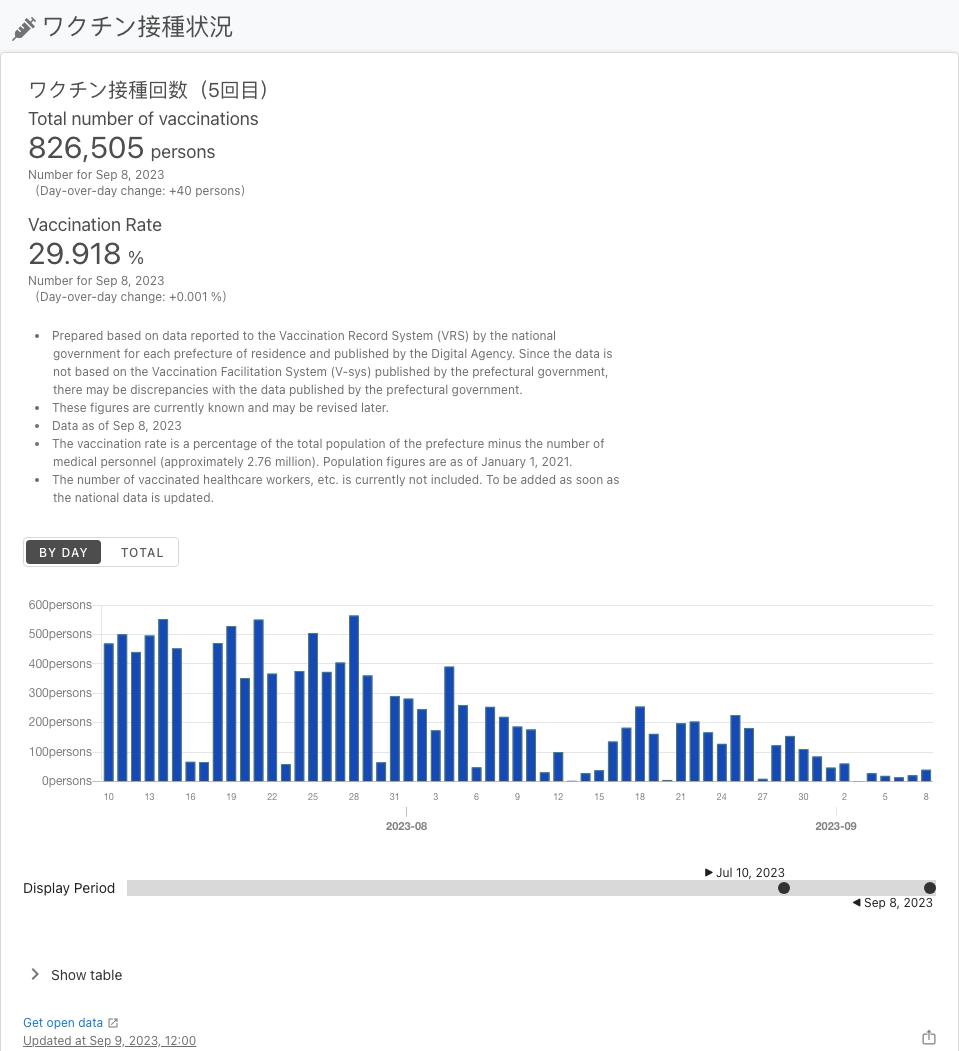 ワクチン接種状況
ワクチン接種回数（5回目）
Total number of vaccinations
826,505 persons
Number for Sep 8, 2023
（Day-over-day change: +40 persons）
Vaccination Rate
29.918 %
Number for Sep 8, 2023
（Day-over-day change: +0.001 %）
• Prepared based on data reported to the Vaccination Record System (VRS) by the national
government for each prefecture of residence and published by the Digital Agency. Since the data is
not based on the Vaccination Facilitation System (V-sys) published by the prefectural government,
there may be discrepancies with the data published by the prefectural government.
• These figures are currently known and may be revised later.
• Data as of Sep 8, 2023
• The vaccination rate is a percentage of the total population of the prefecture minus the number of
medical personnel (approximately 2.76 million). Population figures are as of January 1, 2021.
• The number of vaccinated healthcare workers, etc. is currently not included. To be added as soon as
the national data is updated.
BY DAY TOTAL
600persons
500persons
400persons
300persons
200persons
100persons
0persons
10 13 16 19 22 25 28 31 3 6 9 12 15 18 21 24 27 30 2 5 8
2023-08 2023-09
Jul 10, 2023
Display Period
Sep 8, 2023
Show table
Get open data
Updated at Sep 9, 2023, 12:00